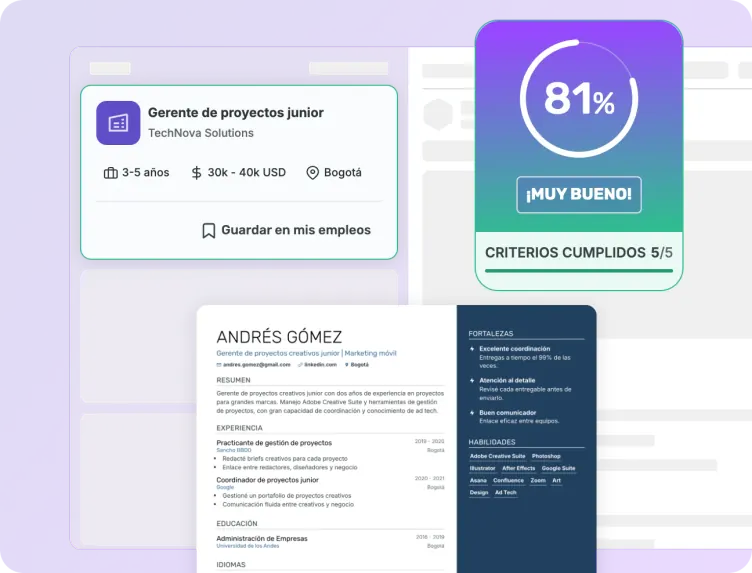 Gerente de proyectos junior
TechNova Solutions
3-5 años
30k - 40k USD
Bogotá
Guardar en mis empleos
81%
¡MUY BUENO!
CRITERIOS CUMPLIDOS 5/5
ANDRÉS GÓMEZ
Gerente de proyectos creativos junior | Marketing móvil
andres.gomez@gmail.com
linkedin.com
Bogotá
RESUMEN
Gerente de proyectos creativos junior con dos años de experiencia en proyectos
para grandes marcas. Manejo Adobe Creative Suite y herramientas de gestión
de proyectos, con gran capacidad de coordinación y conocimiento de ad tech.
EXPERIENCIA
Practicante de gestión de proyectos 2019 - 2020
Sancho BBDO Bogotá
Redacté briefs creativos para cada proyecto
Enlace entre redactores, diseñadores y negocio
Coordinador de proyectos junior 2020 - 2021
Google Bogotá
Gestioné un portafolio de proyectos creativos
Comunicación fluida entre creativos y negocio
EDUCACIÓN
Administración de Empresas 2016 - 2019
Universidad de los Andes Bogotá
IDIOMAS
FORTALEZAS
Excelente coordinación
Entregas a tiempo el 99% de las
veces.
Atención al detalle
Revisé cada entregable antes de
enviarlo.
Buen comunicador
Enlace eficaz entre equipos.
HABILIDADES
Adobe Creative Suite Photoshop
Illustrator After Effects Google Suite
Asana Confluence Zoom Art
Design Ad Tech